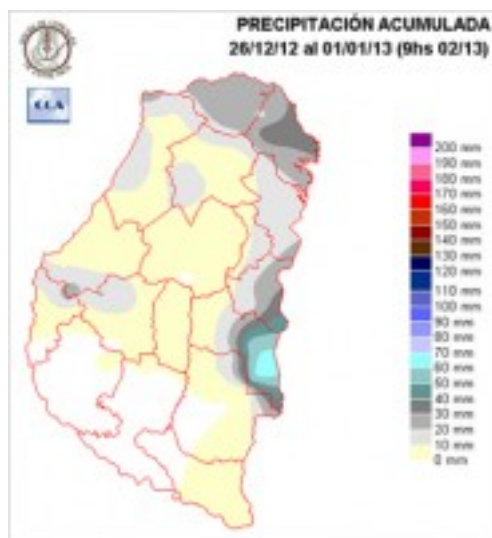 PRECIPITACIÓN ACUMULADA
26/12/12 al 01/01/13 (9hs 02/13)
200 mm
190 mm
180 mm
170 mm
160 mm
150 mm
140 mm
130 mm
120 mm
110 mm
100 mm
90 mm
80 mm
70 mm
60 mm
50 mm
40 mm
30 mm
20 mm
10 mm
0 mm